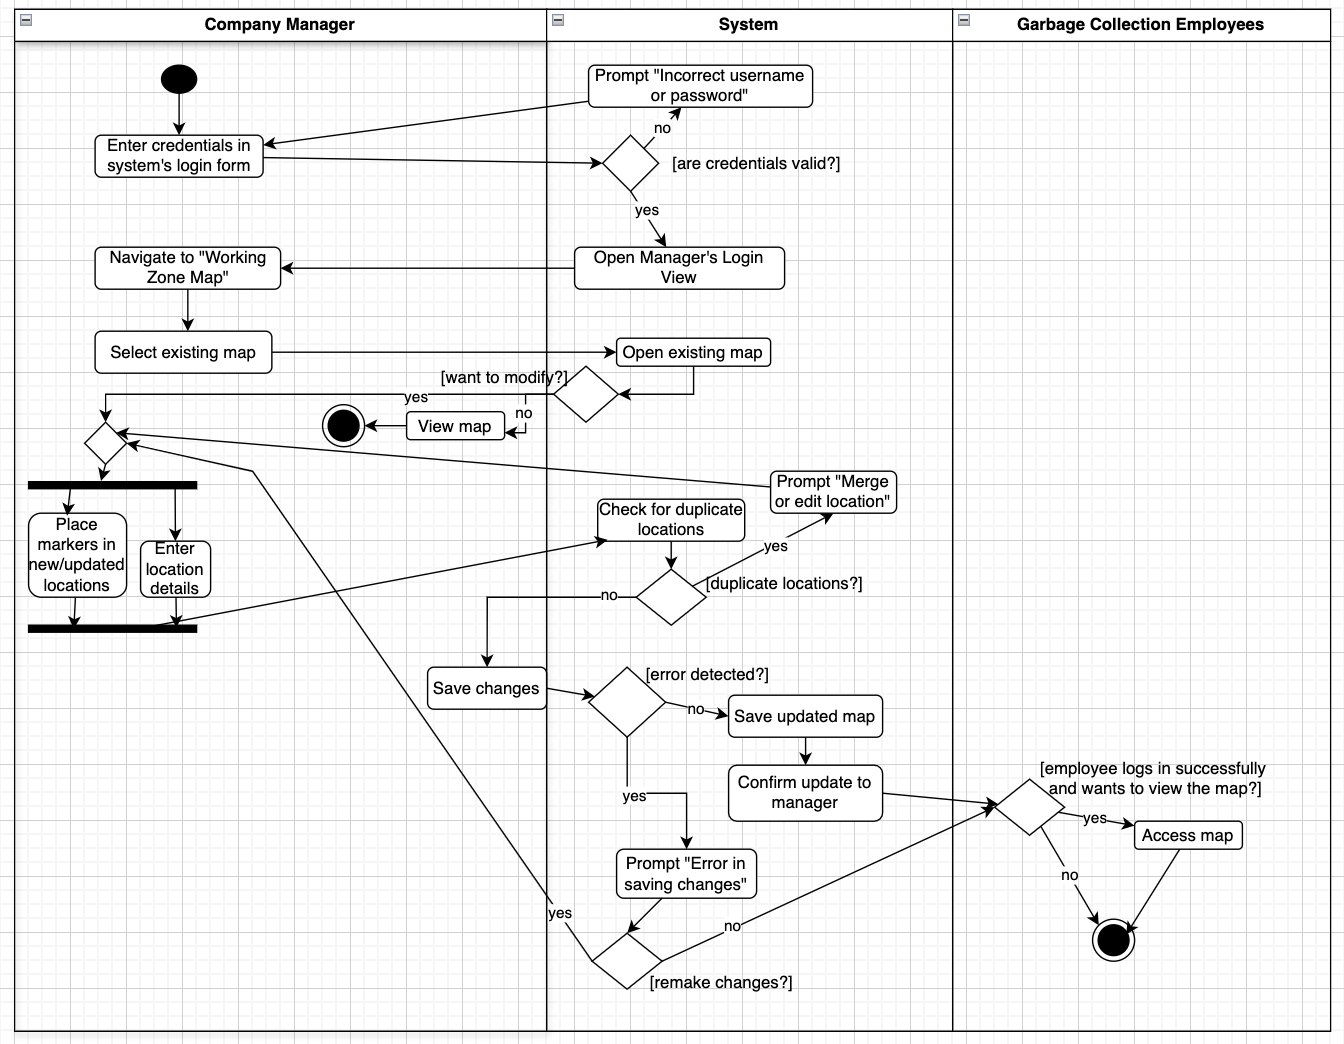 Company Manager
System
Garbage Collection Employees
Prompt "Incorrect username
or password"
no
Enter credentials in
system's login form
[are credentials valid?]
yes
Navigate to "Working
Zone Map"
Open Manager's Login
View
Select existing map
Open existing map
[want to modify?]
yes
no
View map
Prompt "Merge
or edit location"
Check for duplicate
locations
yes
Place
markers in
new/updated
locations
Enter
location
details
[duplicate locations?]
no
[error detected?]
Save changes
no
Save updated map
Confirm update to
manager
[employee logs in successfully
and wants to view the map?]
yes
yes
Access map
Prompt "Error in
saving changes"
no
yes
no
[remake changes?]